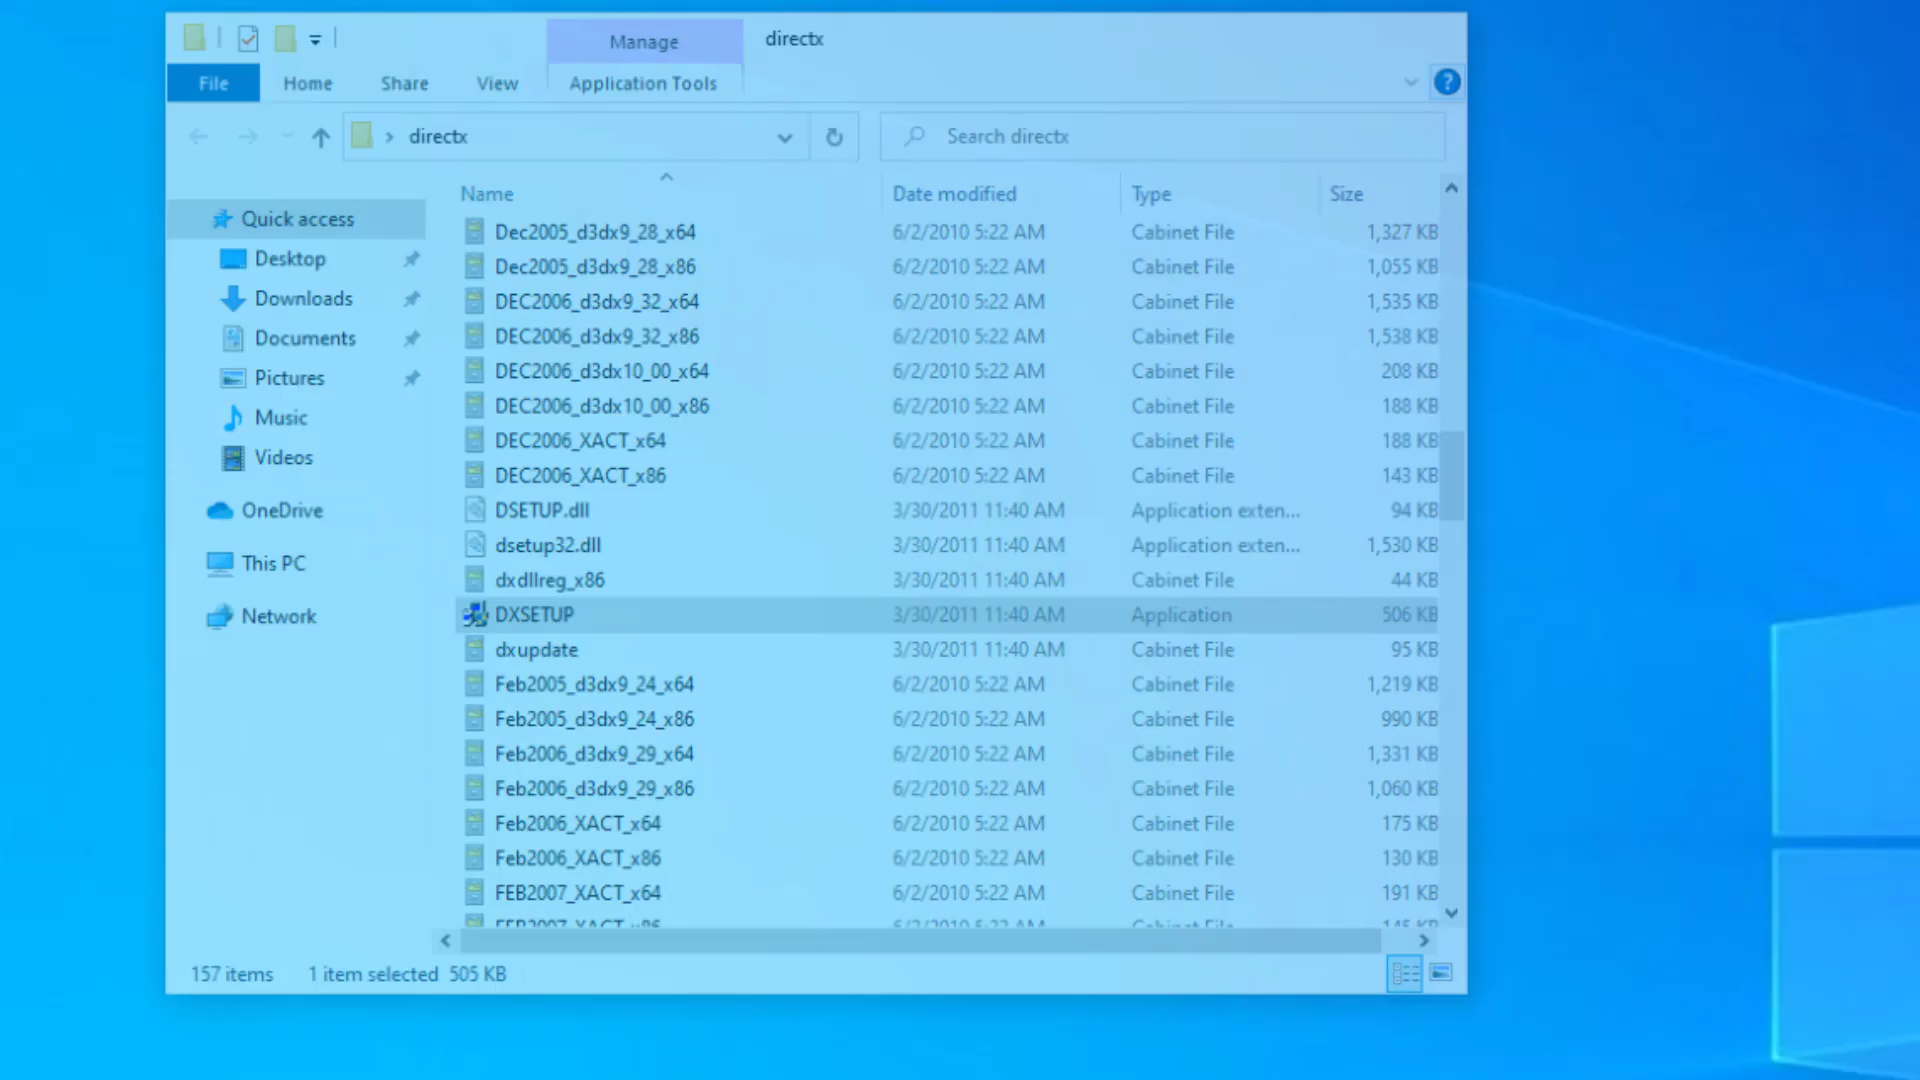 Manage
directx
File
Home
Share
View
Application Tools
?
directx
Search directx
Name
Date modified
Type
Size
Quick access
Desktop
Downloads
Documents
Pictures
Music
Videos
OneDrive
This PC
Network
Dec2005_d3dx9_28_x64 6/2/2010 5:22 AM Cabinet File 1,327 KB
Dec2005_d3dx9_28_x86 6/2/2010 5:22 AM Cabinet File 1,055 KB
DEC2006_d3dx9_32_x64 6/2/2010 5:22 AM Cabinet File 1,535 KB
DEC2006_d3dx9_32_x86 6/2/2010 5:22 AM Cabinet File 1,538 KB
DEC2006_d3dx10_00_x64 6/2/2010 5:22 AM Cabinet File 208 KB
DEC2006_d3dx10_00_x86 6/2/2010 5:22 AM Cabinet File 188 KB
DEC2006_XACT_x64 6/2/2010 5:22 AM Cabinet File 188 KB
DEC2006_XACT_x86 6/2/2010 5:22 AM Cabinet File 143 KB
DSETUP.dll 3/30/2011 11:40 AM Application exten... 94 KB
dsetup32.dll 3/30/2011 11:40 AM Application exten... 1,530 KB
dxdllreg_x86 3/30/2011 11:40 AM Cabinet File 44 KB
DXSETUP 3/30/2011 11:40 AM Application 506 KB
dxupdate 3/30/2011 11:40 AM Cabinet File 95 KB
Feb2005_d3dx9_24_x64 6/2/2010 5:22 AM Cabinet File 1,219 KB
Feb2005_d3dx9_24_x86 6/2/2010 5:22 AM Cabinet File 990 KB
Feb2006_d3dx9_29_x64 6/2/2010 5:22 AM Cabinet File 1,331 KB
Feb2006_d3dx9_29_x86 6/2/2010 5:22 AM Cabinet File 1,060 KB
Feb2006_XACT_x64 6/2/2010 5:22 AM Cabinet File 175 KB
Feb2006_XACT_x86 6/2/2010 5:22 AM Cabinet File 130 KB
FEB2007_XACT_x64 6/2/2010 5:22 AM Cabinet File 191 KB
FEB2007_XACT_x86 6/2/2010 5:22 AM Cabinet File 145 KB
157 items 1 item selected 505 KB